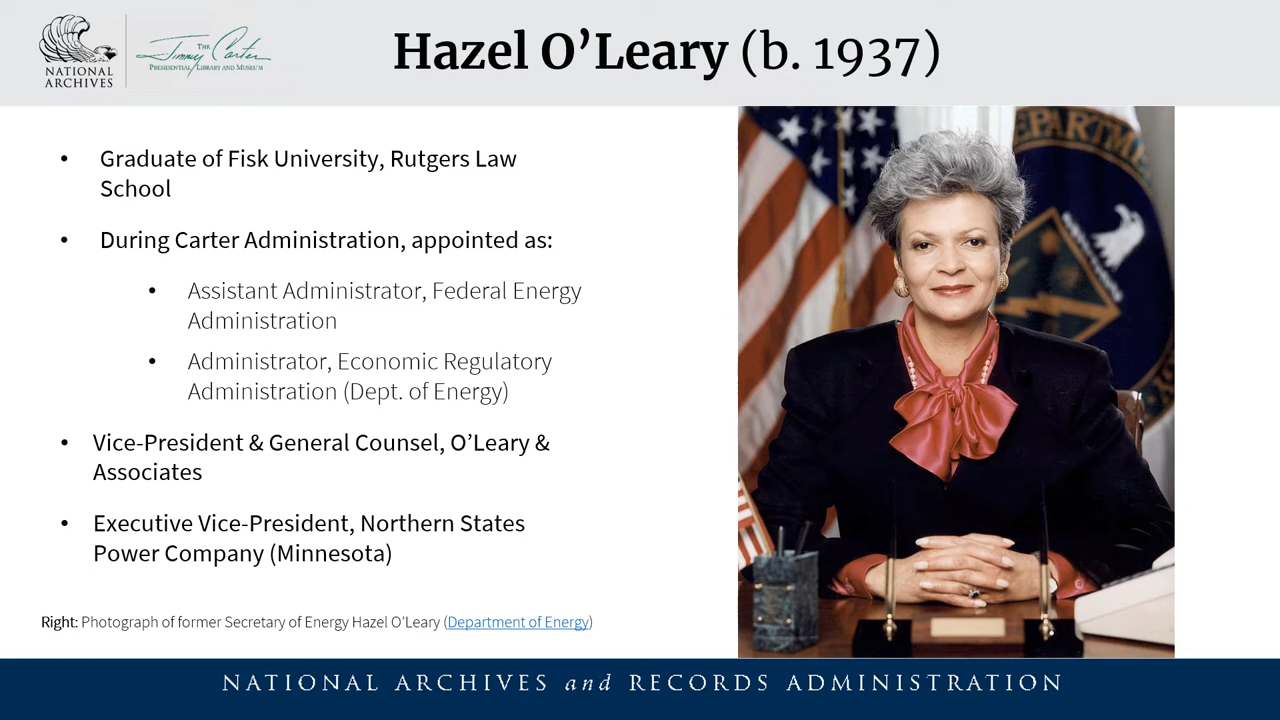 NATIONAL
ARCHIVES
THE
Jimmy Carter
PRESIDENTIAL LIBRARY AND MUSEUM
Hazel O’Leary (b. 1937)
• Graduate of Fisk University, Rutgers Law
School
• During Carter Administration, appointed as:
• Assistant Administrator, Federal Energy
Administration
• Administrator, Economic Regulatory
Administration (Dept. of Energy)
• Vice-President & General Counsel, O’Leary &
Associates
• Executive Vice-President, Northern States
Power Company (Minnesota)
Right: Photograph of former Secretary of Energy Hazel O’Leary (Department of Energy)
EPARTME
NATIONAL ARCHIVES and RECORDS ADMINISTRATION